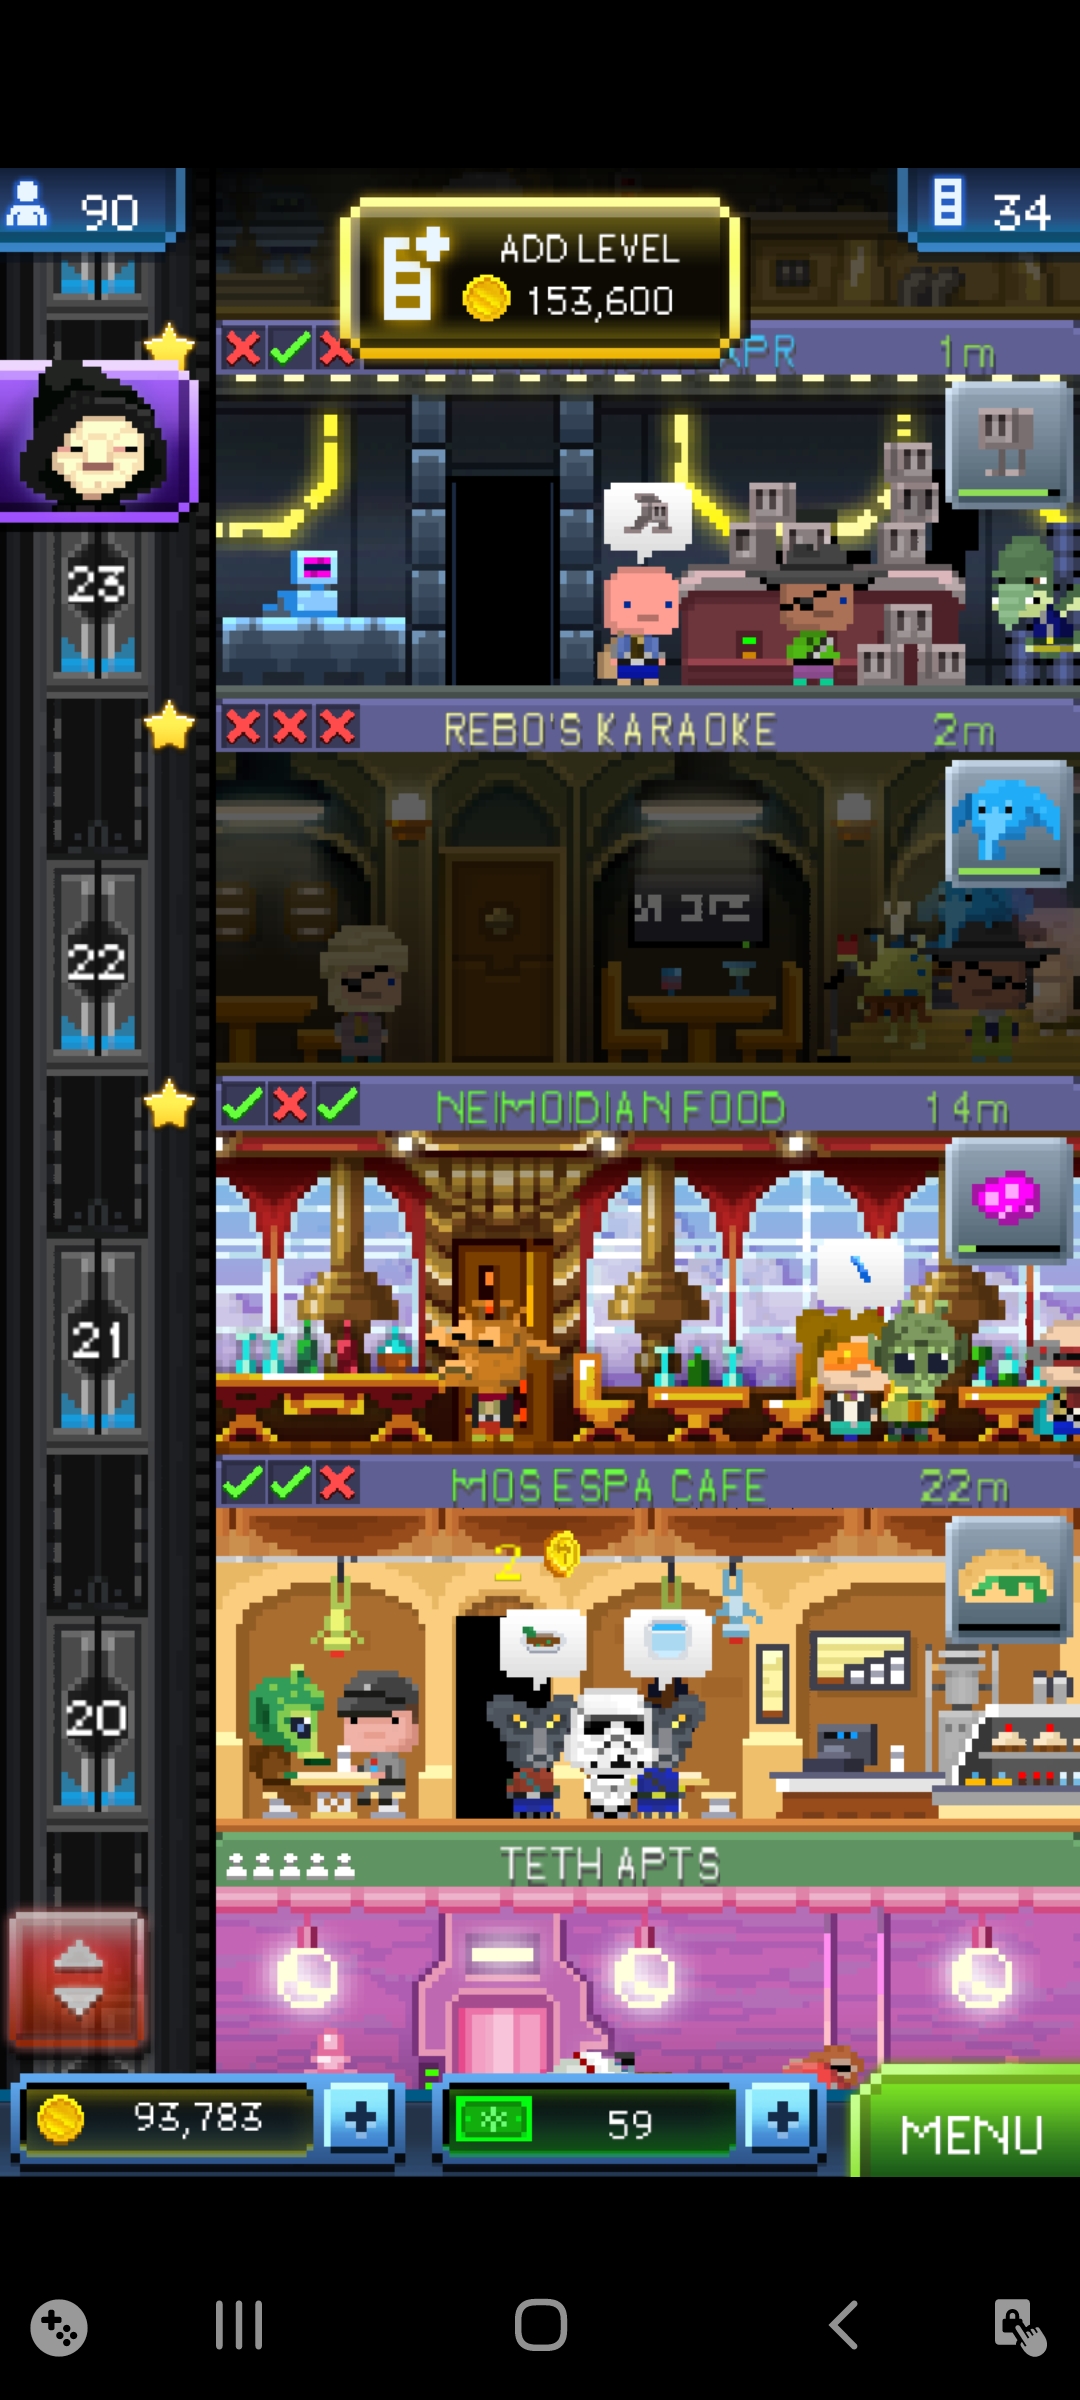 90
34
ADD LEVEL
153,600
1m
23
REBO'S KARAOKE
2m
22
NEIMOIDIAN FOOD
14m
21
MOS ESPA CAFE
22m
2
20
TETH APTS
93,783
59
MENU